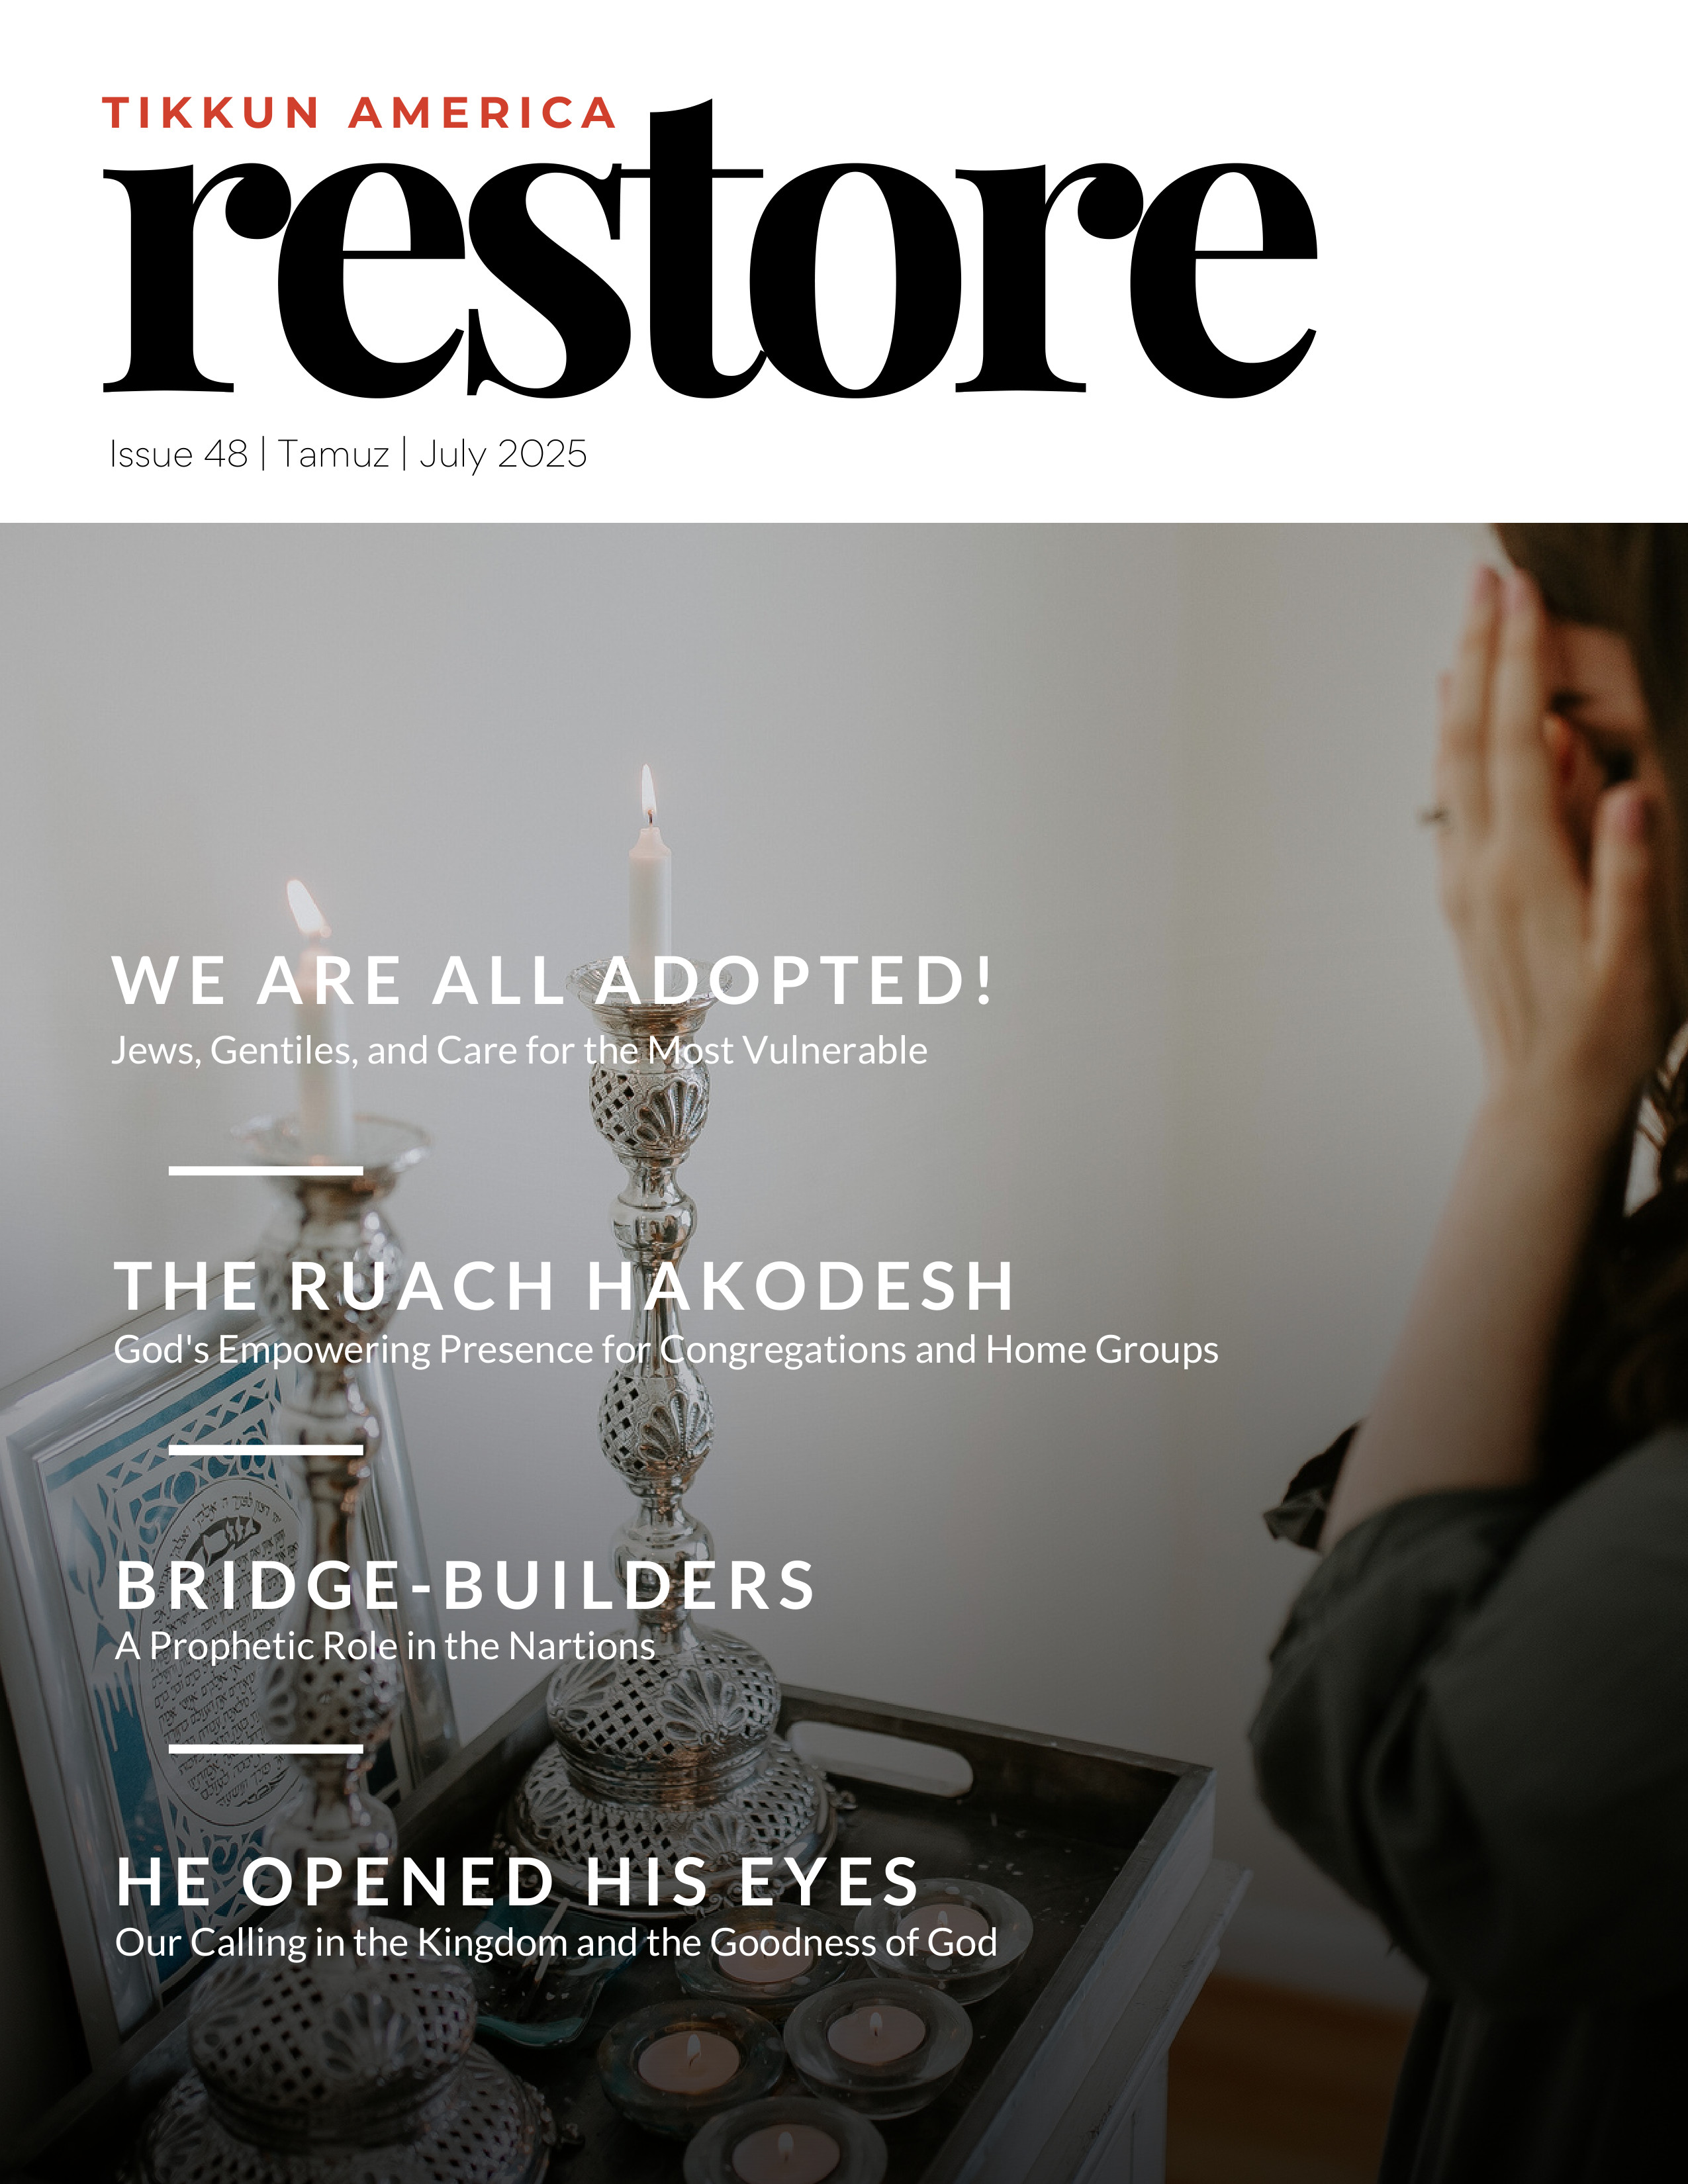 TIKKUN AMERICA
restore
Issue 48 | Tamuz | July 2025
WE ARE ALL ADOPTED!
Jews, Gentiles, and Care for the Most Vulnerable
THE RUACH HAKODESH
God's Empowering Presence for Congregations and Home Groups
BRIDGE-BUILDERS
A Prophetic Role in the Nartions
HE OPENED HIS EYES
Our Calling in the Kingdom and the Goodness of God